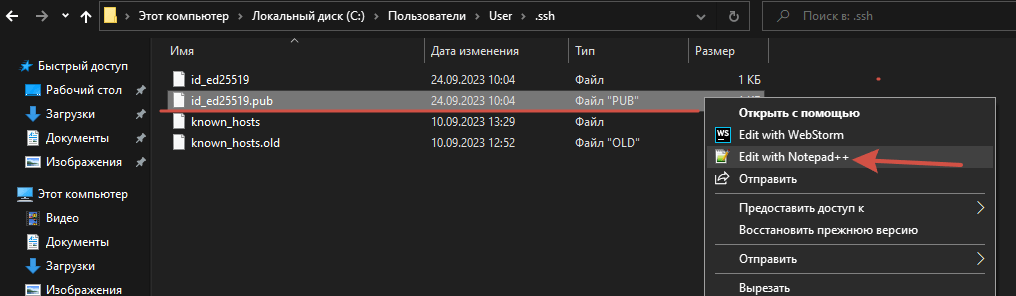 Этот компьютер › Локальный диск (C:) › Пользователи › User › .ssh
Поиск в: .ssh
Имя Дата изменения Тип Размер
Быстрый доступ
Рабочий стол
Загрузки
Документы
Изображения
Этот компьютер
Видео
Документы
Загрузки
Изображения
id_ed25519 24.09.2023 10:04 Файл 1 КБ
id_ed25519.pub 24.09.2023 10:04 Файл "PUB"
known_hosts 10.09.2023 13:29 Файл
known_hosts.old 10.09.2023 12:52 Файл "OLD"
Открыть с помощью
WS Edit with WebStorm
Edit with Notepad++
Отправить
Предоставить доступ к
Восстановить прежнюю версию
Отправить
Вырезать